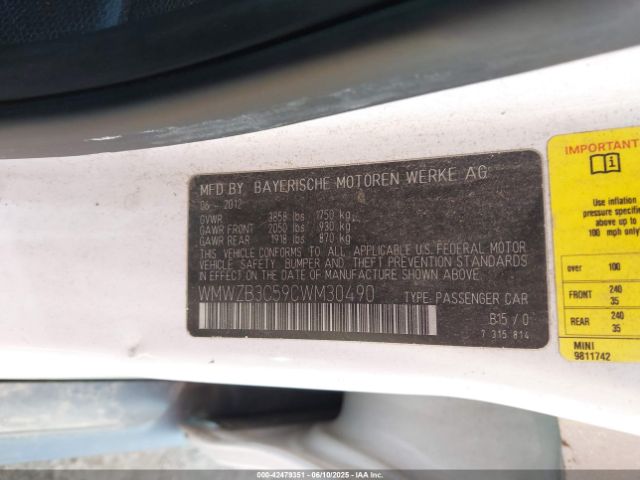 MFD BY BAYERISCHE MOTOREN WERKE AG
06 - 2012
GVWR 3858 lbs 1750 kg
GAWR FRONT 2050 lbs 930 kg
GAWR REAR 1918 lbs 870 kg
THIS VEHICLE CONFORMS TO ALL APPLICABLE U.S. FEDERAL MOTOR
VEHICLE SAFETY, BUMPER AND THEFT PREVENTION STANDARDS
IN EFFECT ON THE DATE OF MANUFACTURE SHOWN ABOVE.
WMWZB3C59CWM30490 TYPE PASSENGER CAR
B15 / 0
7 315 814
IMPORTANT
Use inflation
pressure specified
above up to
100 mph only!
over 100
FRONT 240
35
REAR 240
35
MINI
9811742
000-42479351 - 06/10/2025 - IAA Inc.